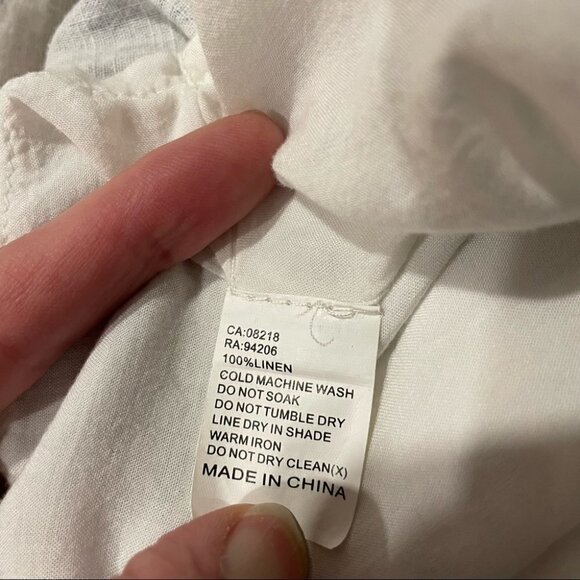 CA:08218
RA:94206
100%LINEN
COLD MACHINE WASH
DO NOT SOAK
DO NOT TUMBLE DRY
LINE DRY IN SHADE
WARM IRON
DO NOT DRY CLEAN(X)
MADE IN CHINA